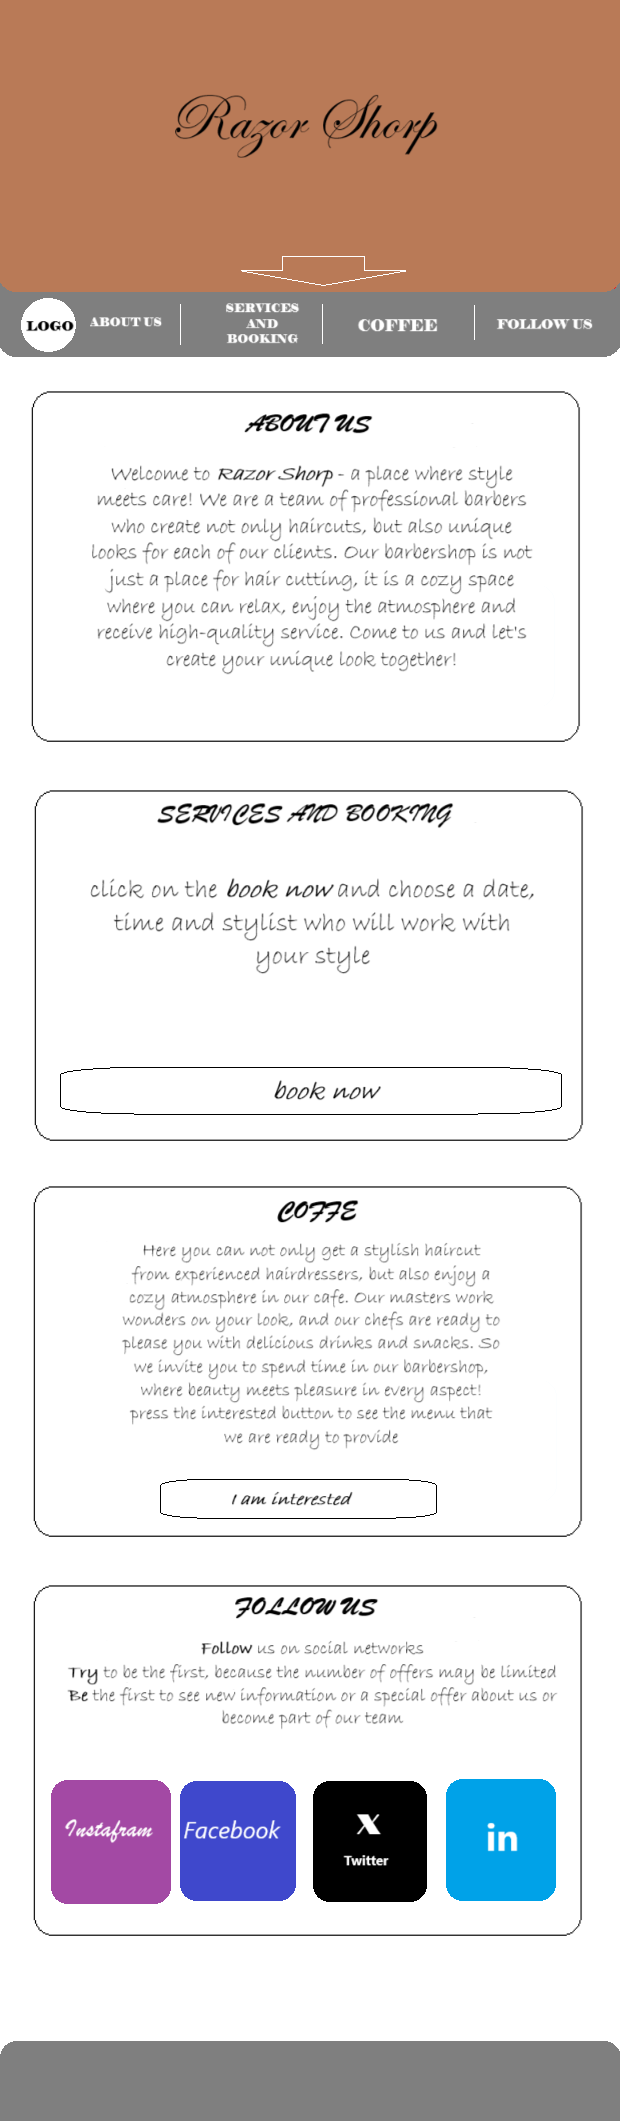 Razor Shorp
LOGO
ABOUT US
SERVICES
AND
BOOKING
COFFEE
FOLLOW US
ABOUT US
Welcome to Razor Shorp - a place where style
meets care! We are a team of professional barbers
who create not only haircuts, but also unique
looks for each of our clients. Our barbershop is not
just a place for hair cutting, it is a cozy space
where you can relax, enjoy the atmosphere and
receive high-quality service. Come to us and let's
create your unique look together!
SERVICES AND BOOKING
click on the book now and choose a date,
time and stylist who will work with
your style
book now
COFFE
Here you can not only get a stylish haircut
from experienced hairdressers, but also enjoy a
cozy atmosphere in our cafe. Our masters work
wonders on your look, and our chefs are ready to
please you with delicious drinks and snacks. So
we invite you to spend time in our barbershop,
where beauty meets pleasure in every aspect!
press the interested button to see the menu that
we are ready to provide
I am interested
FOLLOW US
Follow us on social networks
Try to be the first, because the number of offers may be limited
Be the first to see new information or a special offer about us or
become part of our team
Instafram
Facebook
X
Twitter
in